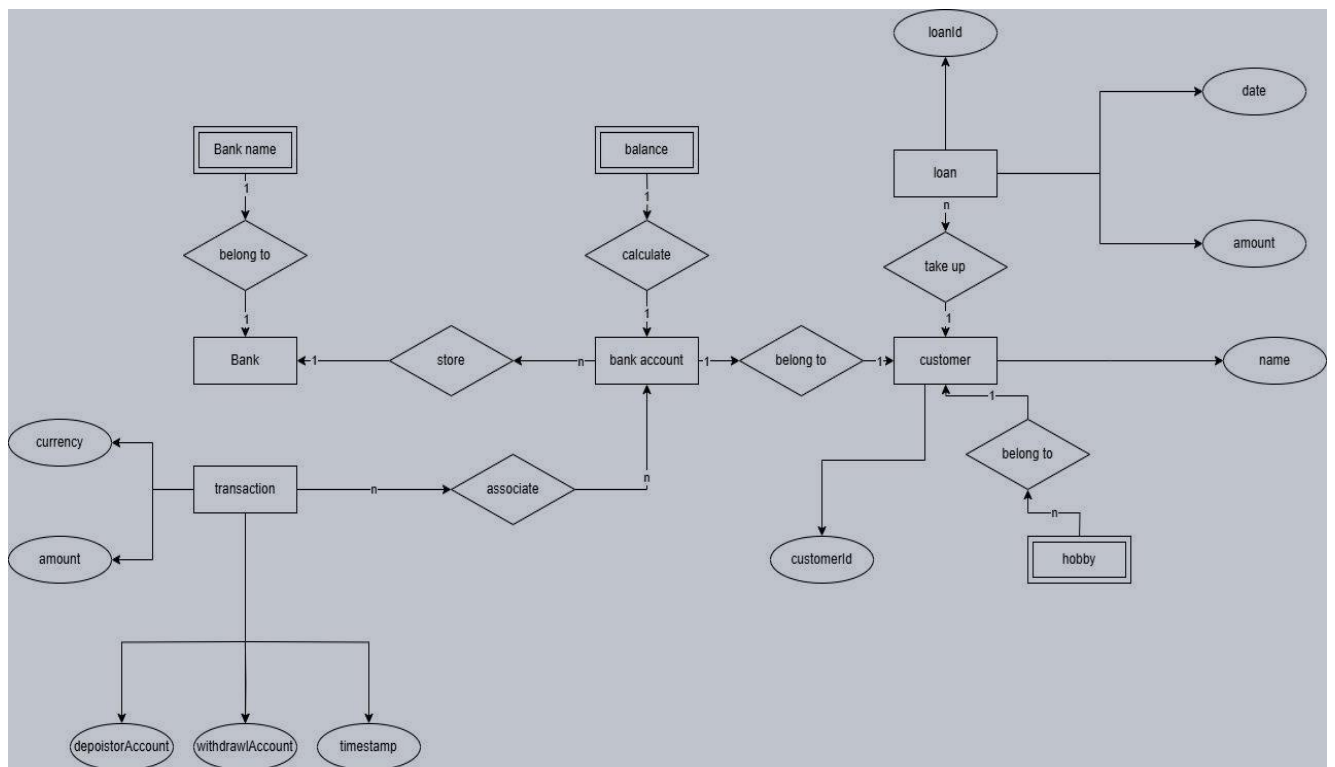 loanId
date
Bank name
balance
loan
1
1
n
belong to
calculate
take up
amount
1
1
1
Bank
1
store
n
bank account
1
belong to
1
customer
name
1
currency
belong to
transaction
n
associate
n
n
amount
customerId
hobby
depoistorAccount
withdrawlAccount
timestamp